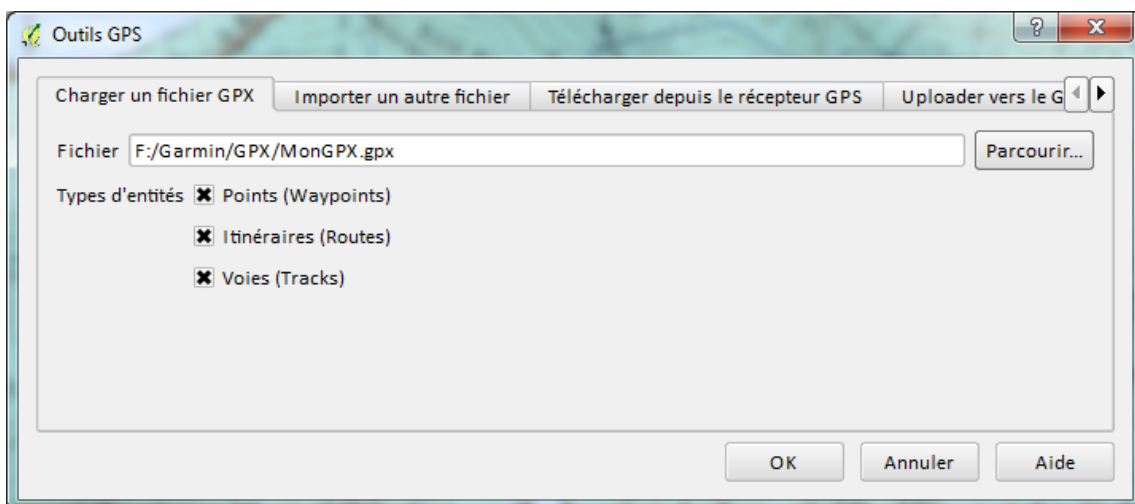 Outils GPS
Charger un fichier GPX Importer un autre fichier Télécharger depuis le récepteur GPS Uploader vers le G
Fichier F:/Garmin/GPX/MonGPX.gpx Parcourir...
Types d'entités Points (Waypoints)
Itinéraires (Routes)
Voies (Tracks)
OK Annuler Aide